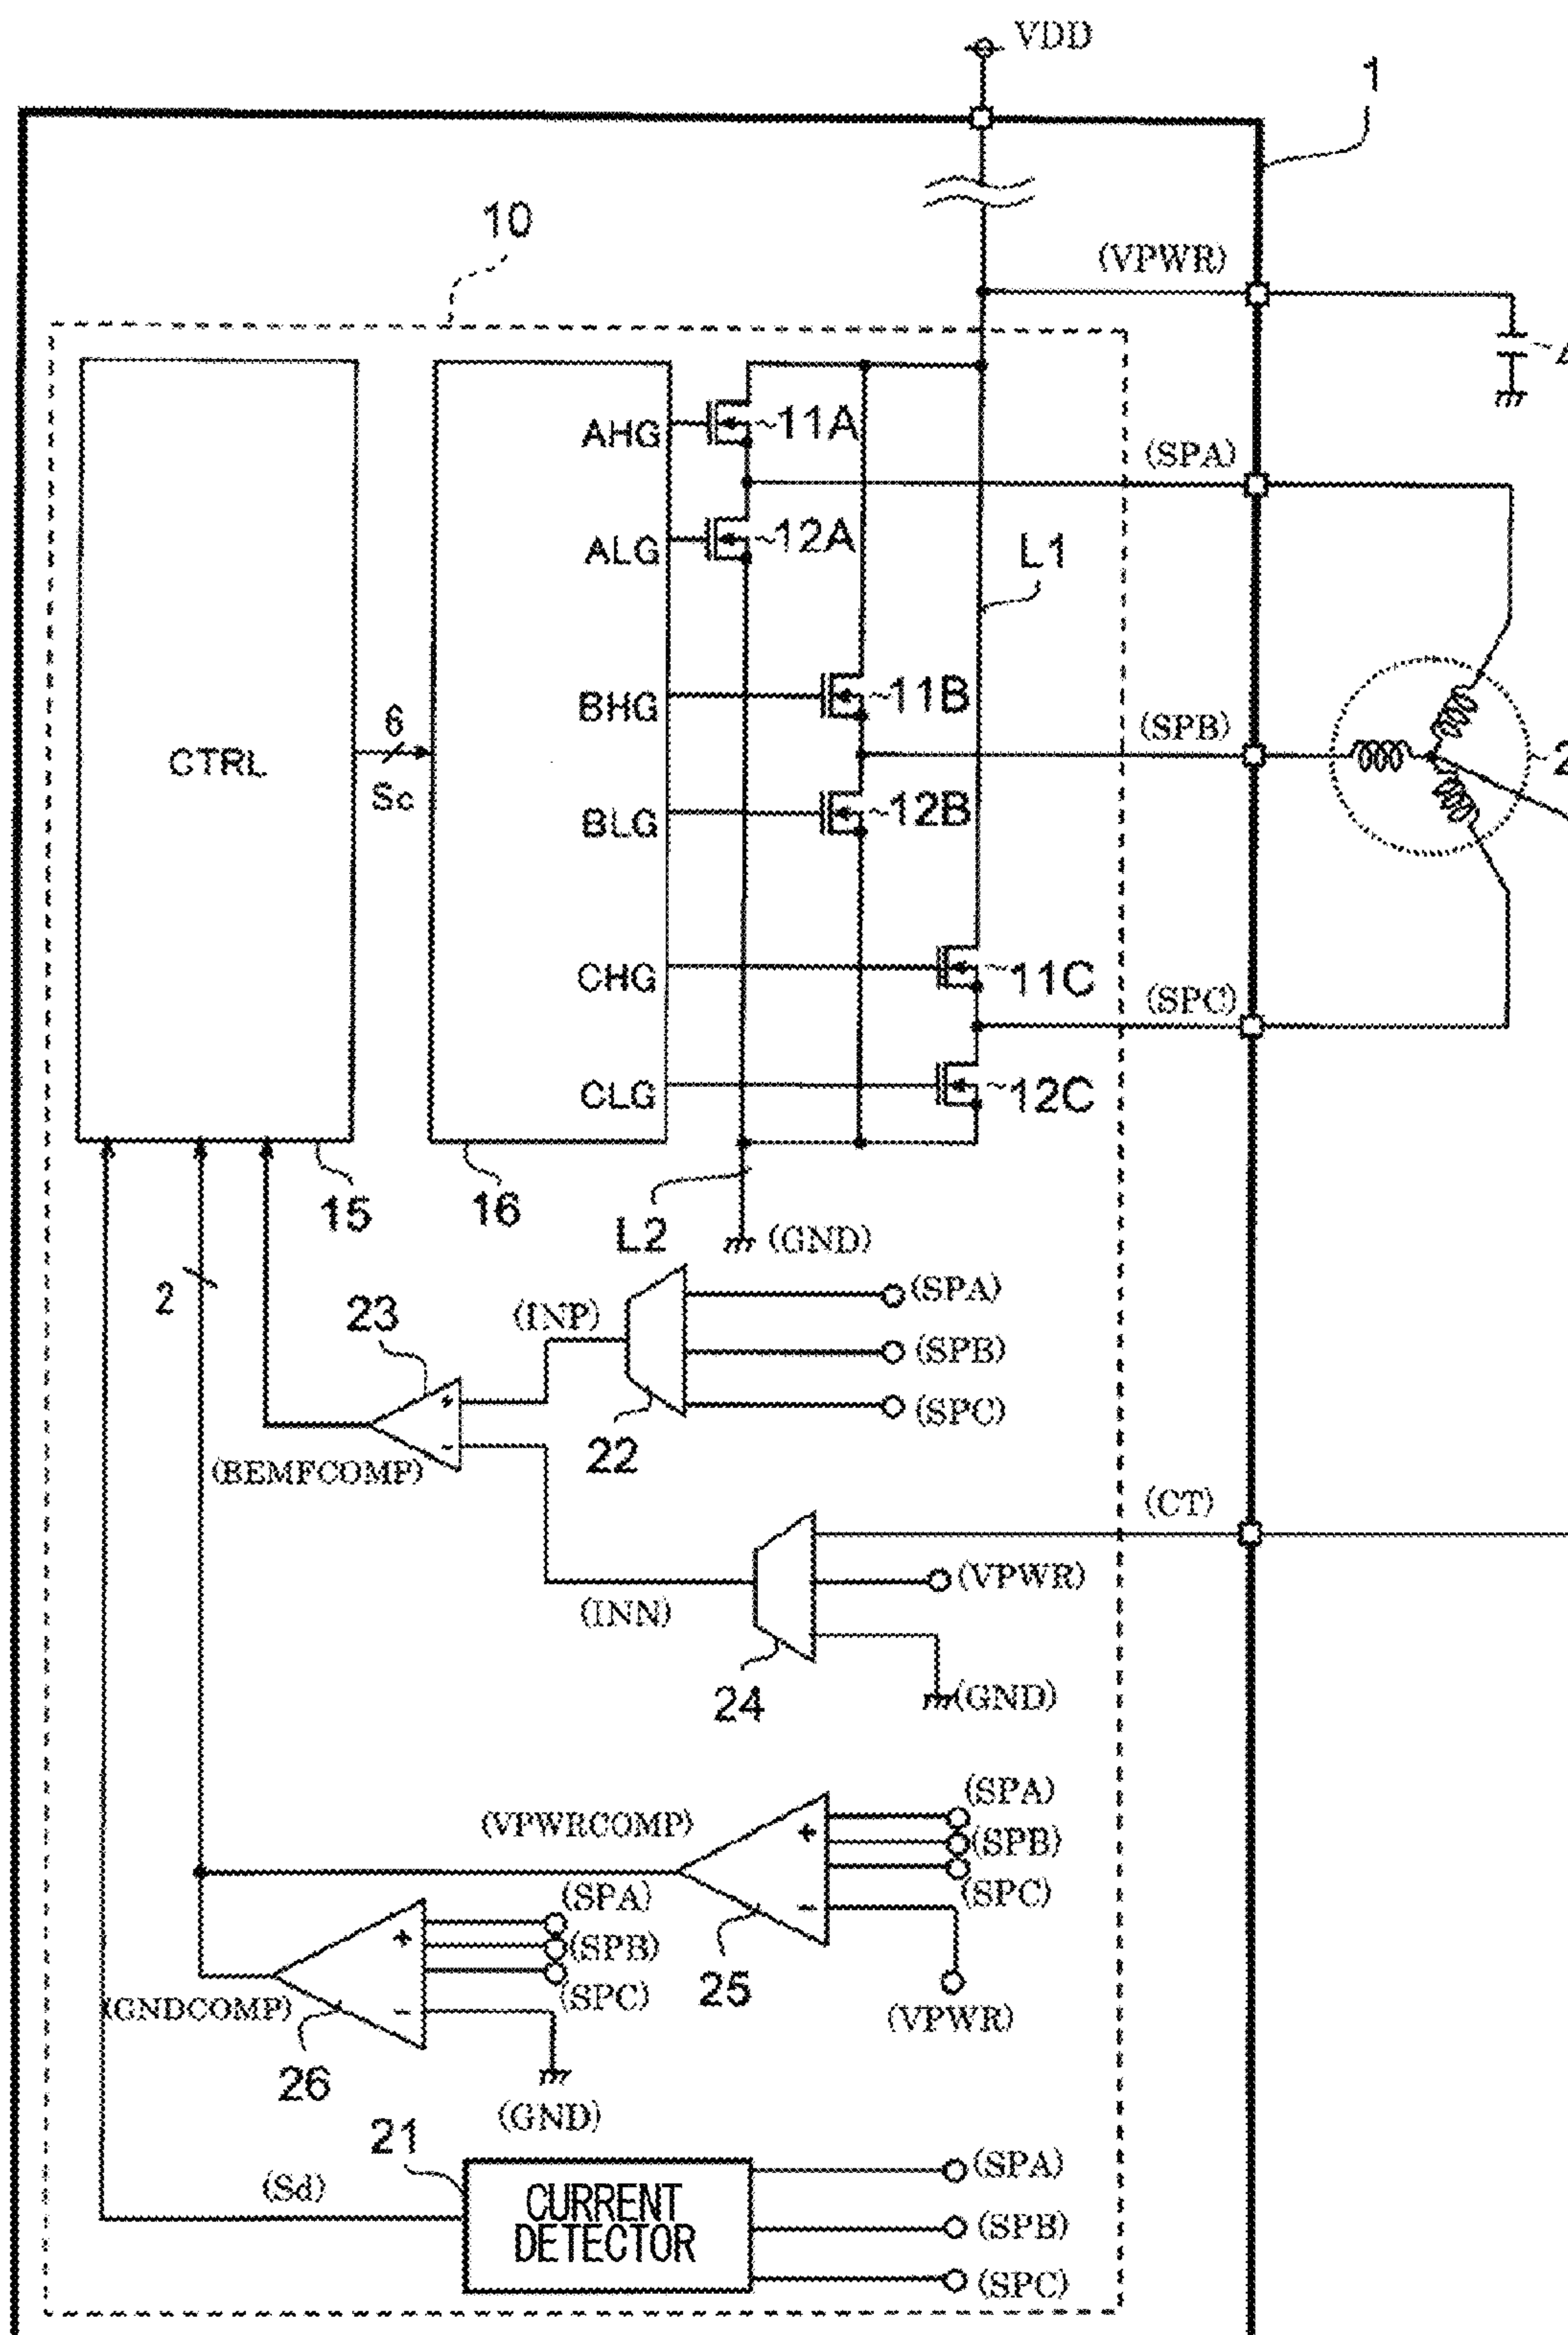 VDD
1
10
(VPWR)
AHG
11A
(SPA)
ALG
12A
L1
BHG
11B
(SPB)
6
CTRL
Sc
2
BLG
12B
CHG
11C
(SPC)
CLG
12C
15
16
L2
(GND)
2
23
(INP)
(SPA)
(SPB)
(SPC)
22
(BEMFCOMP)
(CT)
(VPWR)
(INN)
24
(GND)
(SPA)
(VPWRCOMP)
(SPB)
(SPC)
(SPA)
(SPB)
(SPC)
25
(GNDCOMP)
(VPWR)
26
(GND)
21
(Sd)
CURRENT
DETECTOR
(SPA)
(SPB)
(SPC)